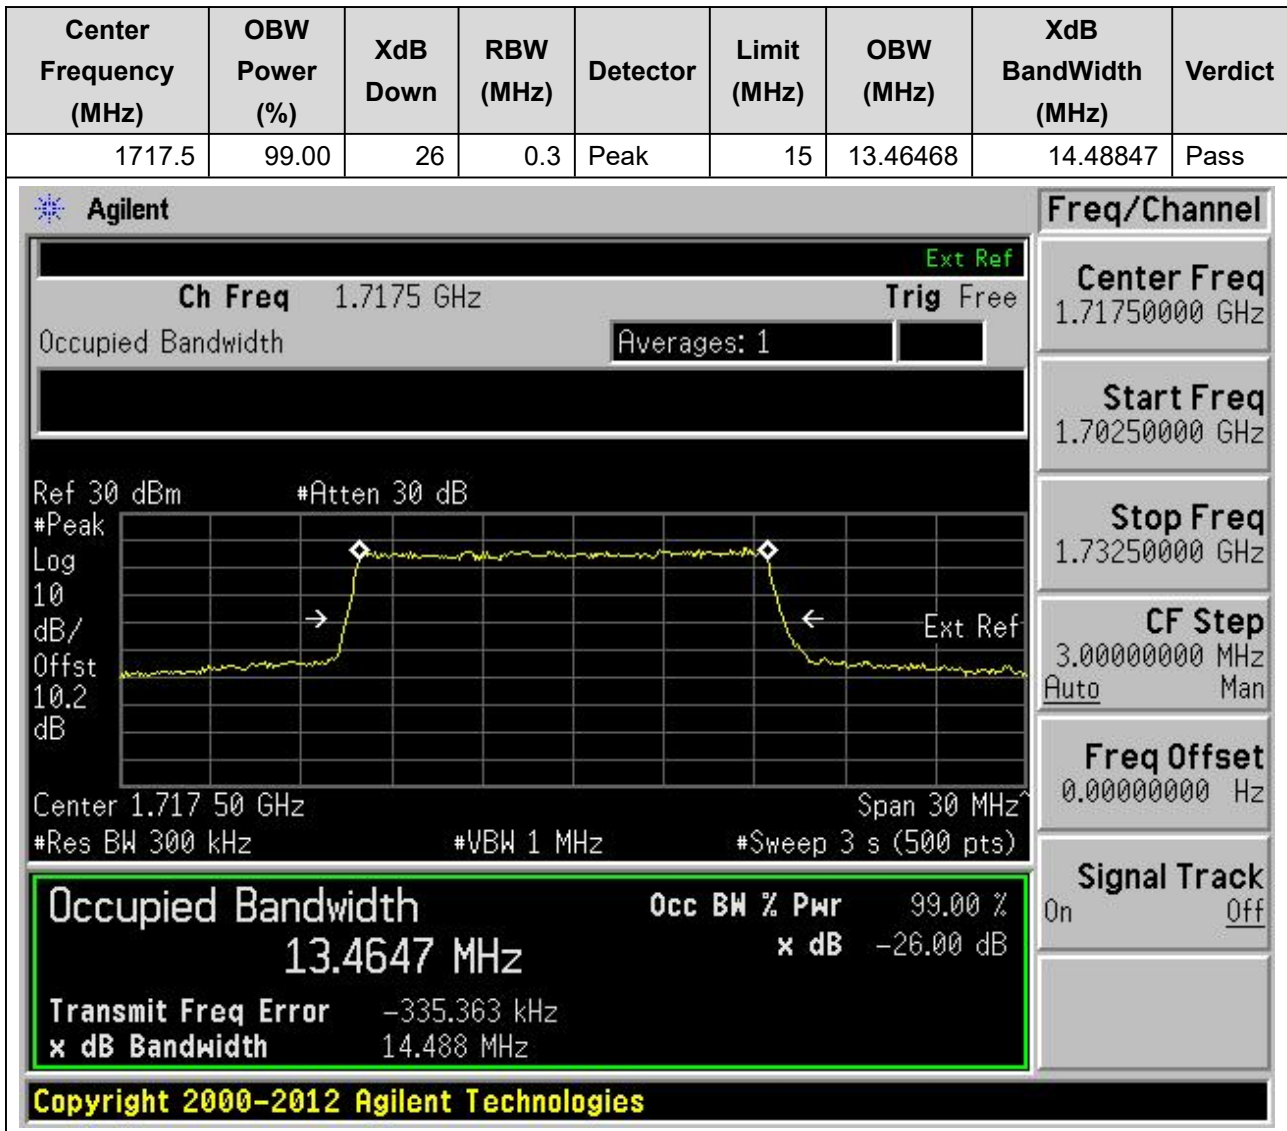 Center Frequency (MHz) OBW Power (%) XdB Down RBW (MHz) Detector Limit (MHz) OBW (MHz) XdB BandWidth (MHz) Verdict
1717.5 99.00 26 0.3 Peak 15 13.46468 14.48847 Pass
Agilent
Freq/Channel
Ext Ref
Ch Freq 1.7175 GHz Trig Free
Occupied Bandwidth Averages: 1
Center Freq
1.71750000 GHz
Start Freq
1.70250000 GHz
Stop Freq
1.73250000 GHz
CF Step
3.00000000 MHz
Auto Man
Freq Offset
0.00000000 Hz
Signal Track
On Off
Ref 30 dBm #Atten 30 dB
#Peak
Log
10
dB/
Offst
10.2
dB
Ext Ref
Center 1.717 50 GHz Span 30 MHz^
#Res BW 300 kHz #VBW 1 MHz #Sweep 3 s (500 pts)
Occupied Bandwidth Occ BW % Pwr 99.00 %
13.4647 MHz x dB -26.00 dB
Transmit Freq Error -335.363 kHz
x dB Bandwidth 14.488 MHz
Copyright 2000-2012 Agilent Technologies